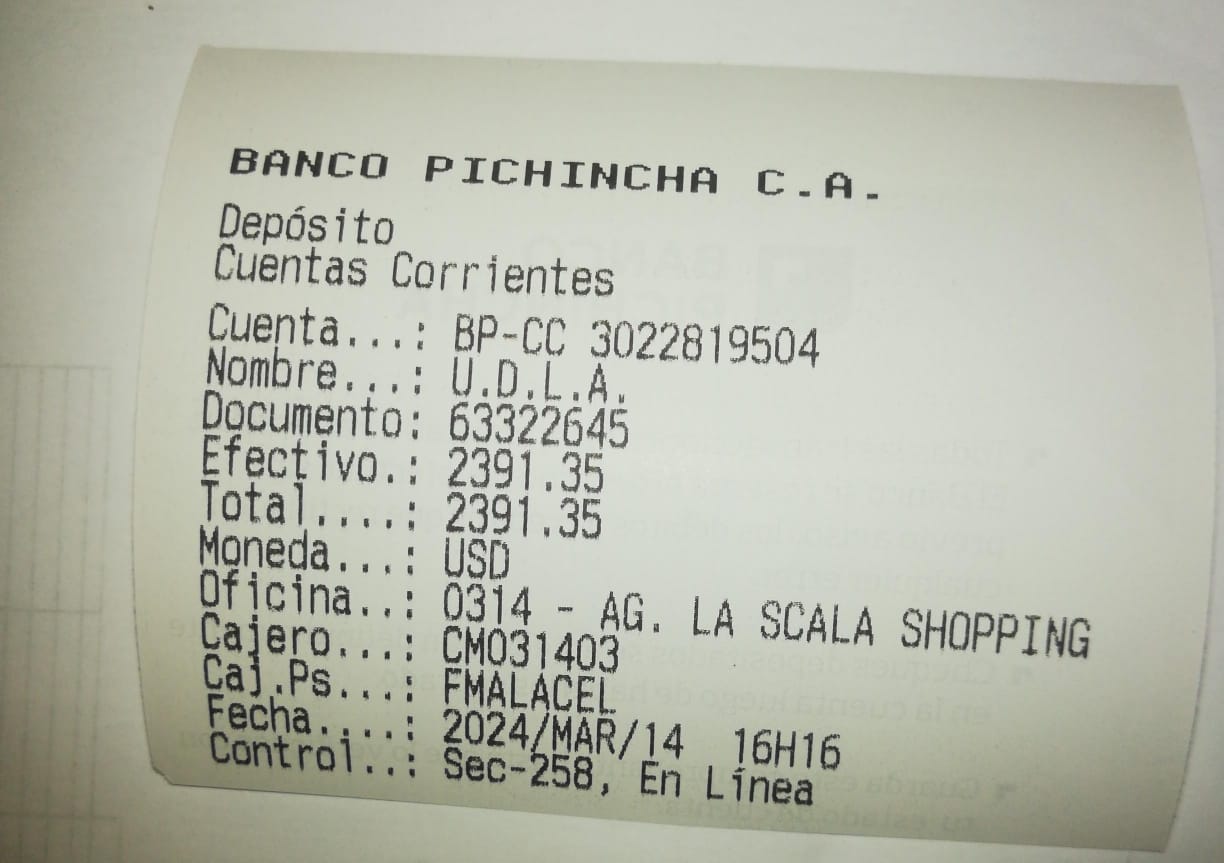 BANCO PICHINCHA C.A.
Depósito
Cuentas Corrientes
Cuenta...: BP-CC 3022819504
Nombre...: U.D.L.A.
Documento: 63322645
Efectivo.: 2391.35
Total....: 2391.35
Moneda...: USD
Oficina..: 0314 - AG. LA SCALA SHOPPING
Cajero...: CM031403
Caj.Ps...: FMALACEL
Fecha....: 2024/MAR/14 16H16
Control..: Sec-258, En Línea